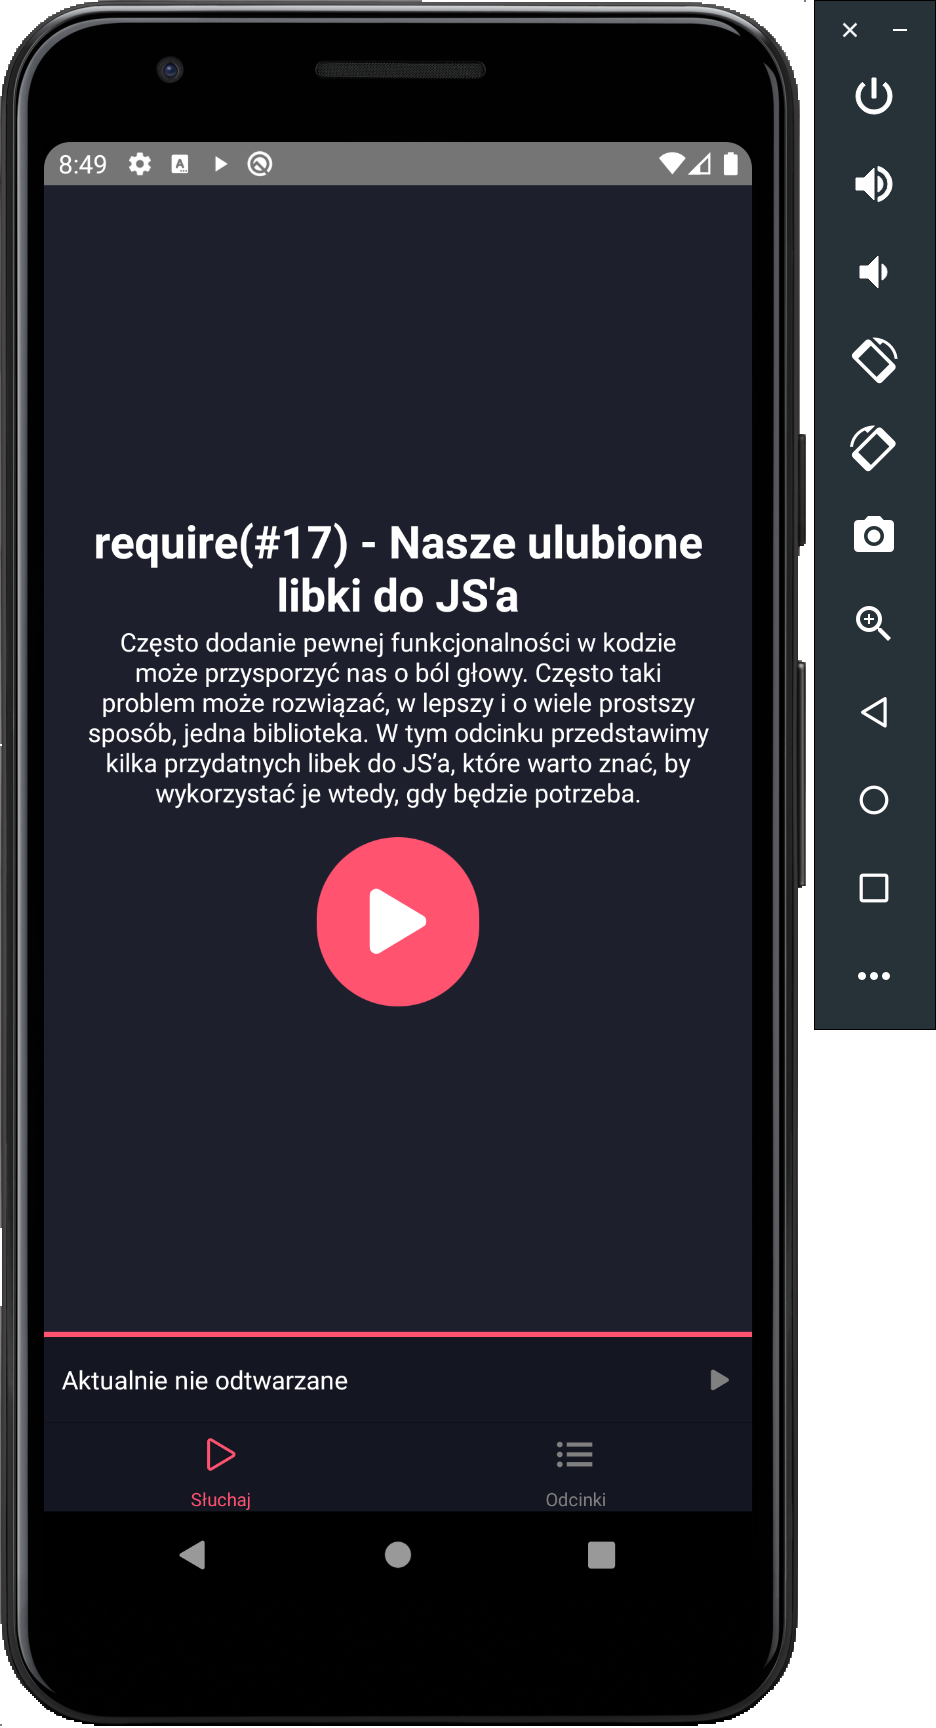 8:49
require(#17) - Nasze ulubione
libki do JS'a
Często dodanie pewnej funkcjonalności w kodzie
może przysporzyć nas o ból głowy. Często taki
problem może rozwiązać, w lepszy i o wiele prostszy
sposób, jedna biblioteka. W tym odcinku przedstawimy
kilka przydatnych libek do JS’a, które warto znać, by
wykorzystać je wtedy, gdy będzie potrzeba.
Aktualnie nie odtwarzane
Słuchaj
Odcinki